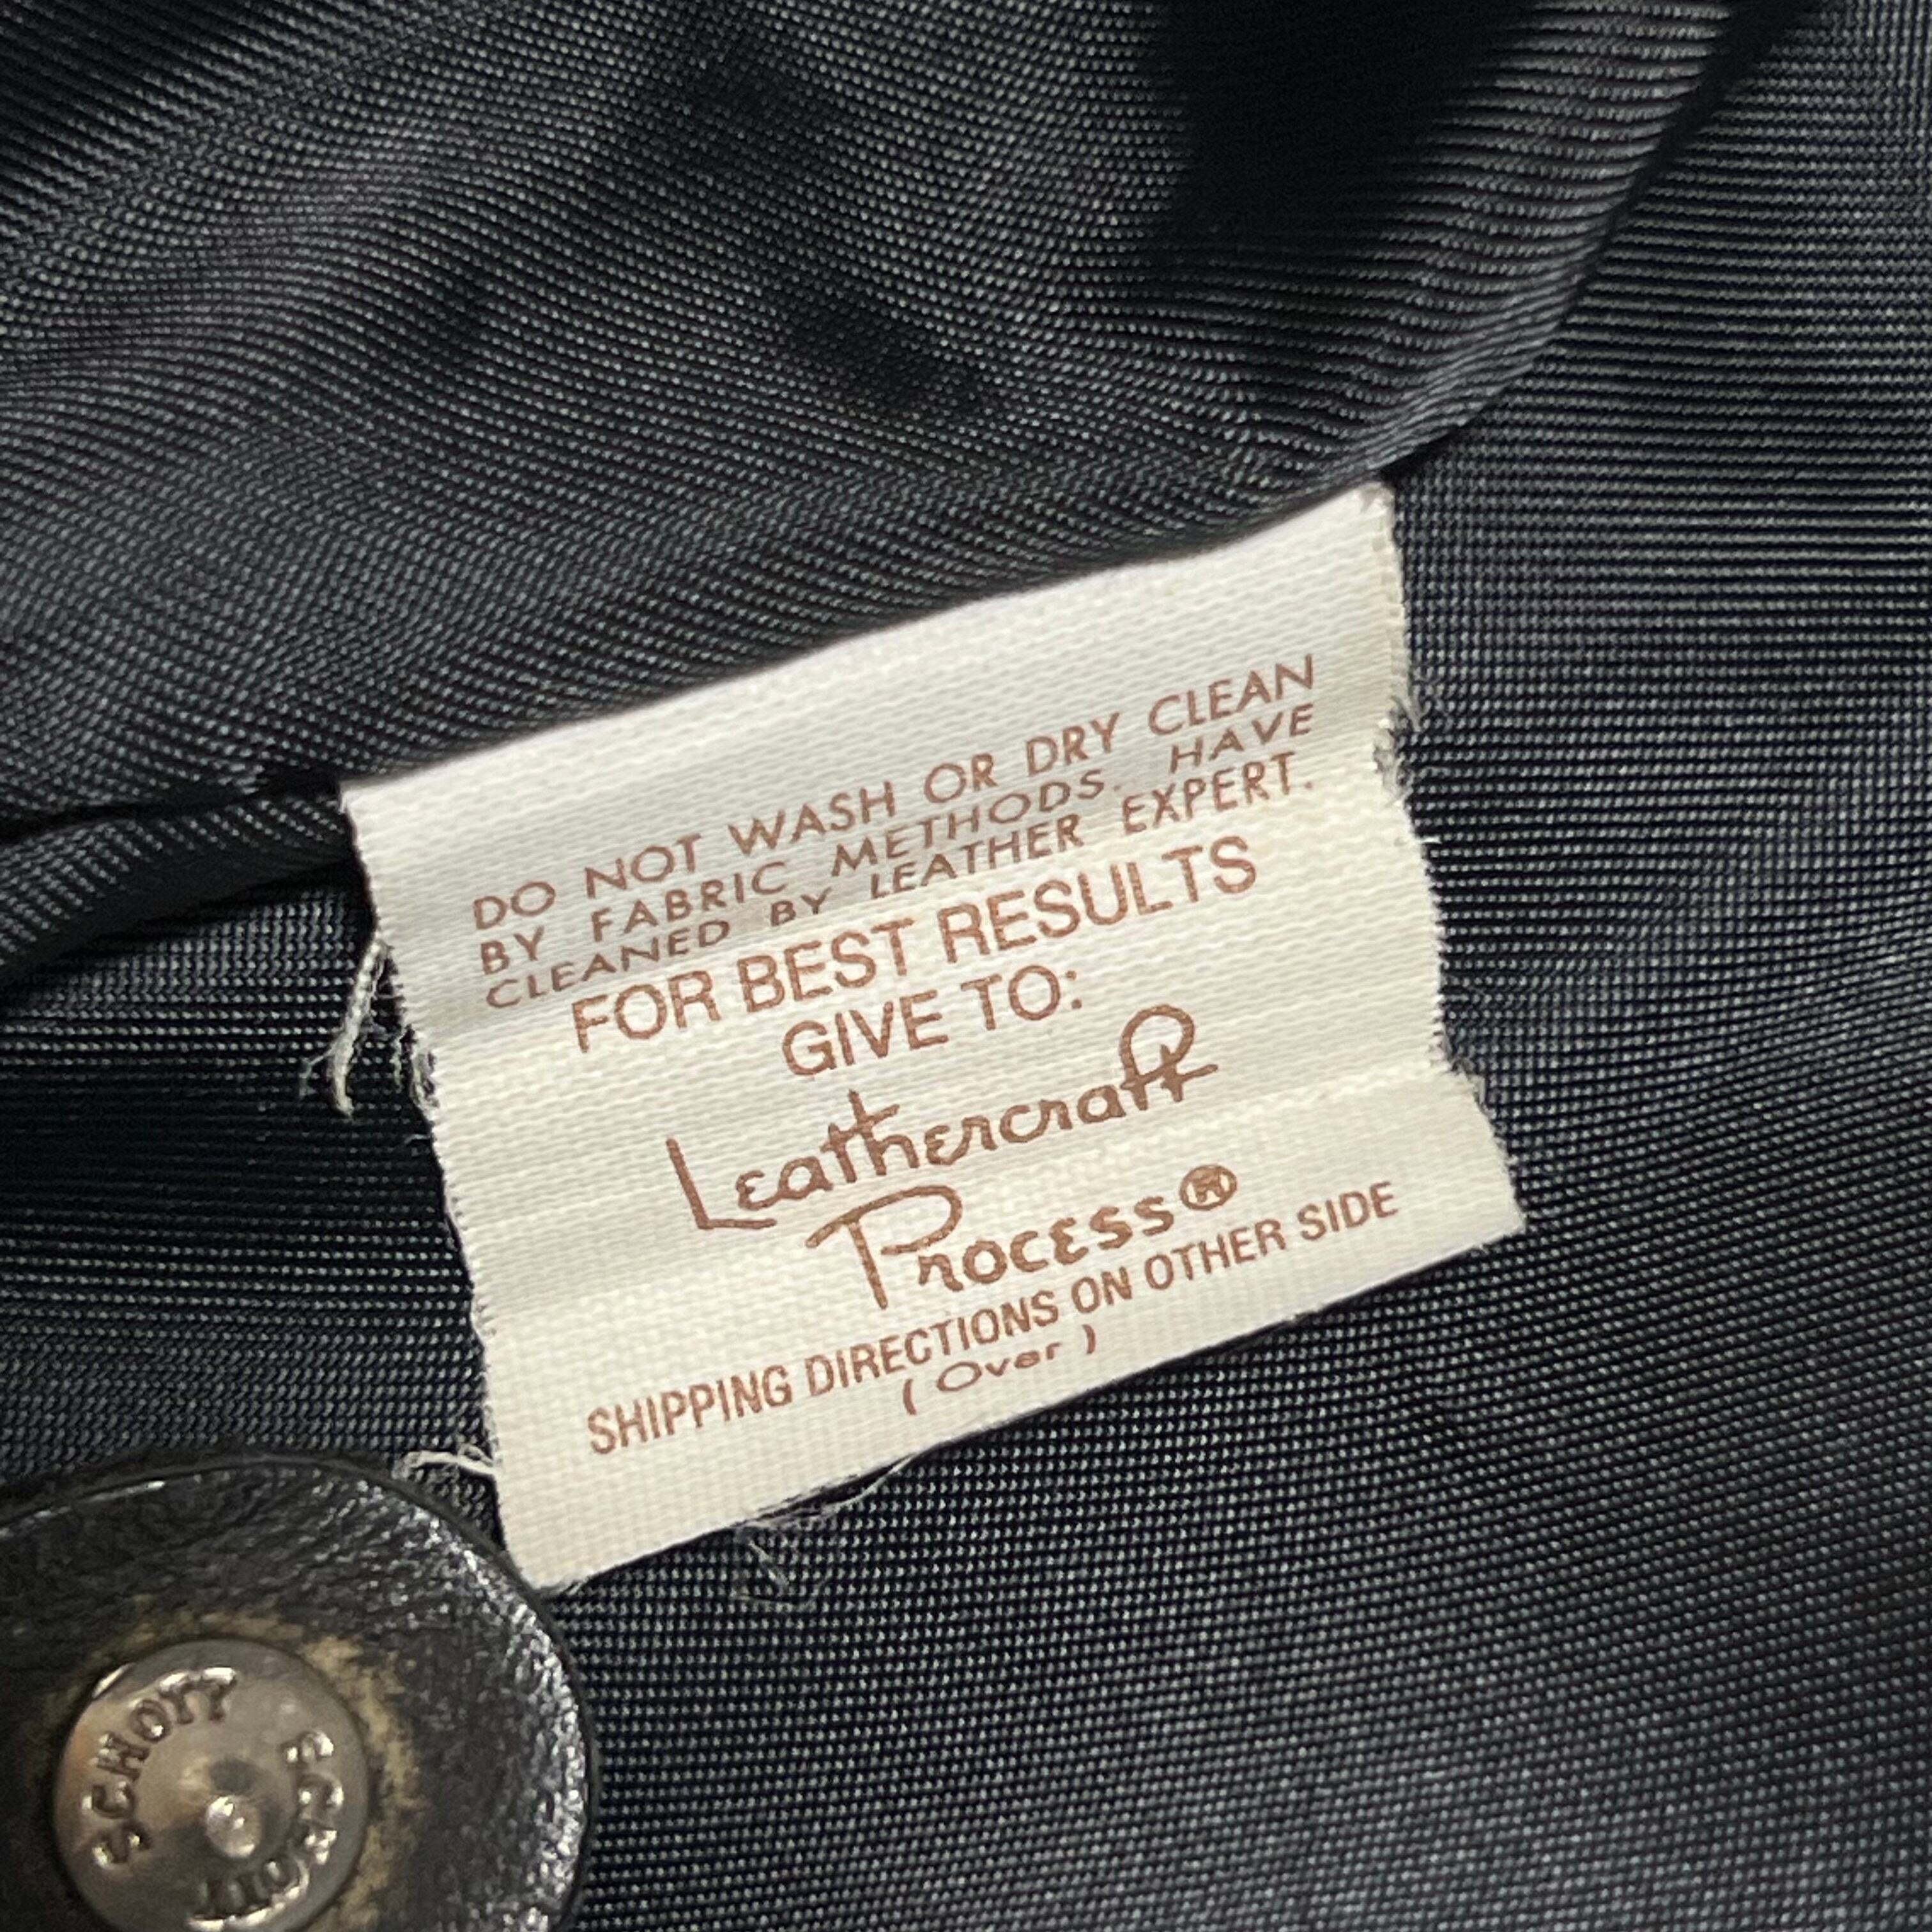 DO NOT WASH OR DRY CLEAN
BY FABRIC METHODS. HAVE
CLEANED BY LEATHER EXPERT.
FOR BEST RESULTS
GIVE TO:
Leathercraft
Process®
SHIPPING DIRECTIONS ON OTHER SIDE
(Over)
SCHOTT SCHOTT